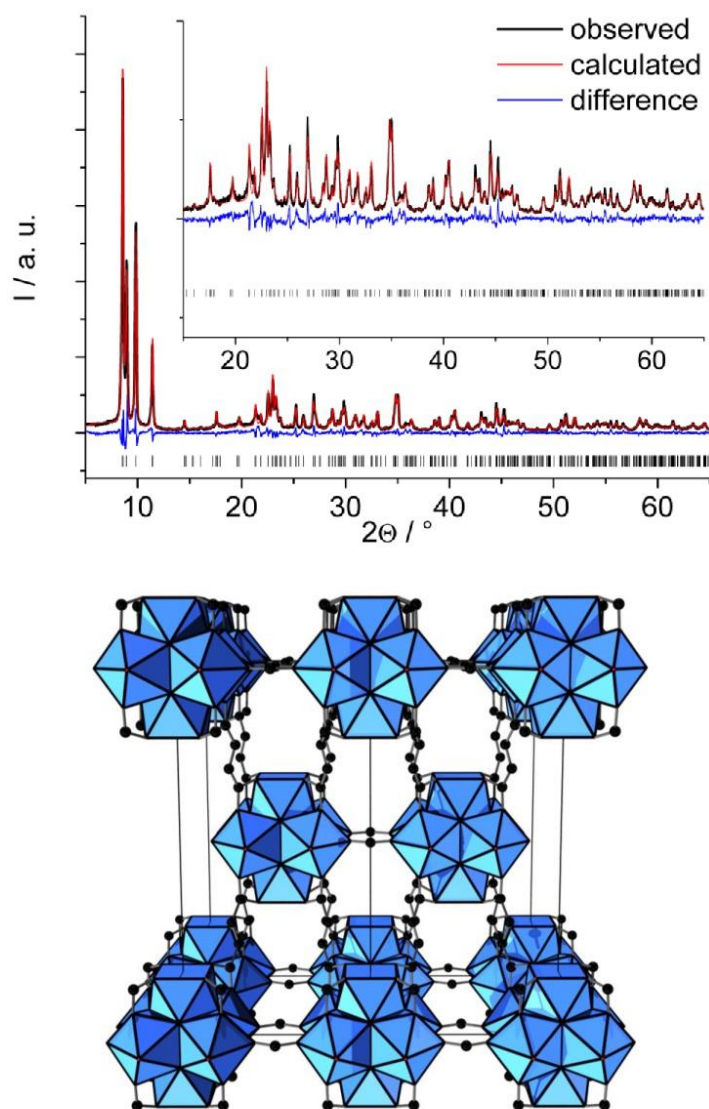 observed
calculated
difference
I / a. u.
20 30 40 50 60
10 20 30 40 50 60
2Θ / °